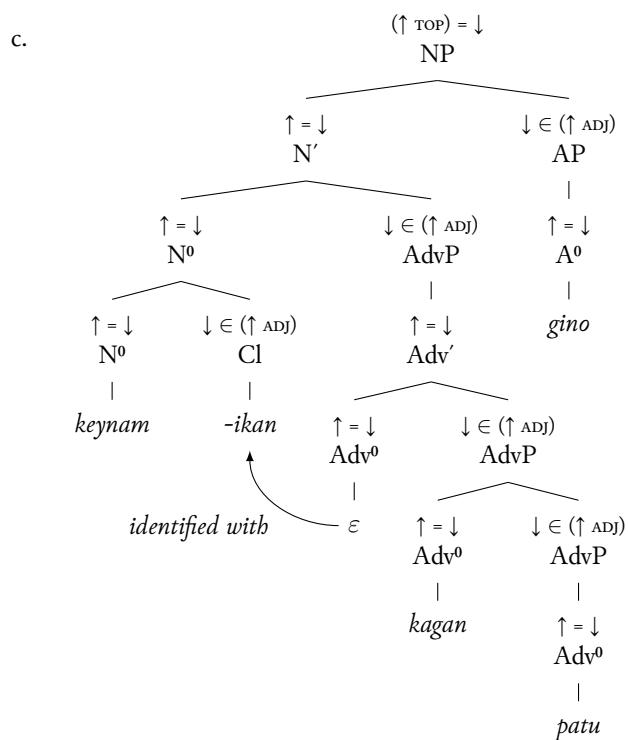 c.
(↑ TOP) = ↓
NP
↑ = ↓ ↓ ∈ (↑ ADJ)
N′ AP
↑ = ↓ ↓ ∈ (↑ ADJ) ↑ = ↓
N⁰ AdvP A⁰
↑ = ↓ ↓ ∈ (↑ ADJ) ↑ = ↓ gino
N⁰ Cl Adv′
keynam -ikan ↑ = ↓ ↓ ∈ (↑ ADJ)
Adv⁰ AdvP
identified with ε ↑ = ↓ ↓ ∈ (↑ ADJ)
Adv⁰ AdvP
kagan ↑ = ↓
Adv⁰
patu